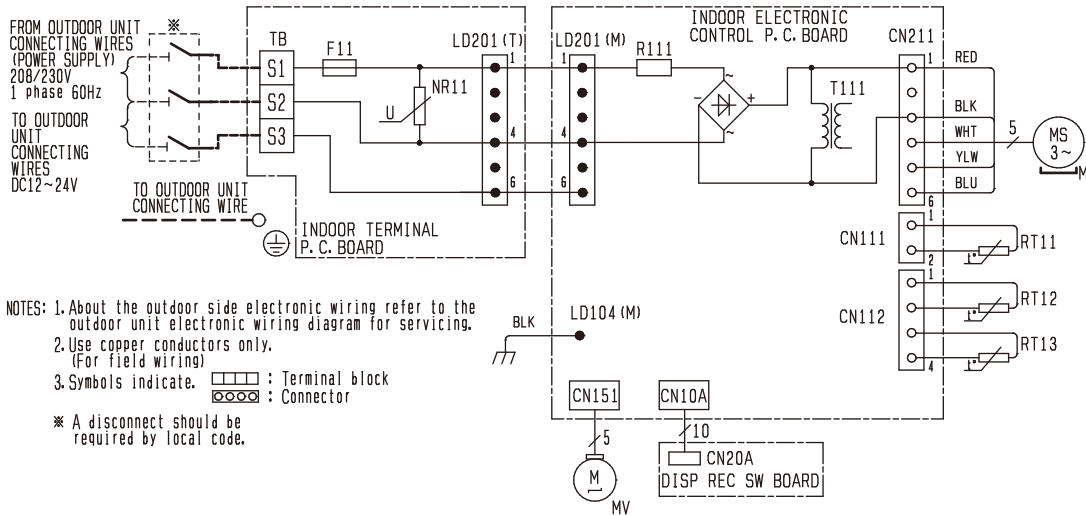 FROM OUTDOOR UNIT
CONNECTING WIRES
(POWER SUPPLY)
208/230V
1 phase 60Hz
※
TO OUTDOOR
UNIT
CONNECTING
WIRES
DC12~24V
TO OUTDOOR UNIT
CONNECTING WIRE
TB
S1
S2
S3
F11
NR11
U
LD201(T)
1
4
6
INDOOR TERMINAL
P.C.BOARD
LD201(M)
1
4
6
INDOOR ELECTRONIC
CONTROL P.C.BOARD
R111
~
-
+
~
T111
CN211
1
6
RED
BLK
WHT
YLW
BLU
5
MS
3~
M
CN111
1
2
t°
RT11
CN112
1
4
t°
RT12
t°
RT13
BLK
LD104(M)
CN151
5
M
MV
CN10A
10
CN20A
DISP REC SW BOARD
NOTES: 1. About the outdoor side electronic wiring refer to the
outdoor unit electronic wiring diagram for servicing.
2. Use copper conductors only.
(For field wiring)
3. Symbols indicate.
: Terminal block
: Connector
※ A disconnect should be
required by local code.